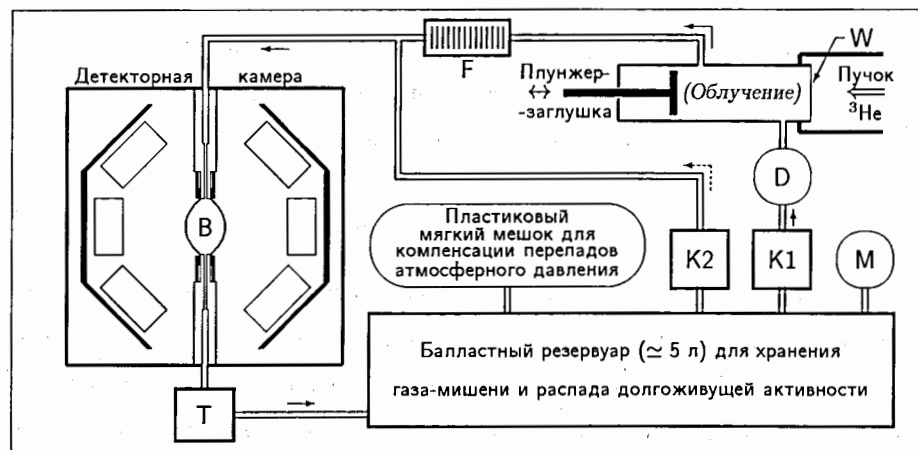 Детекторная камера
F
W
Плунжер-
-заглушка
(Облучение)
Пучок
³He
B
D
Пластиковый
мягкий мешок для
компенсации перепадов
атмосферного давления
K2
K1
M
Балластный резервуар (≃ 5 л) для хранения
газа-мишени и распада долгоживущей активности
T